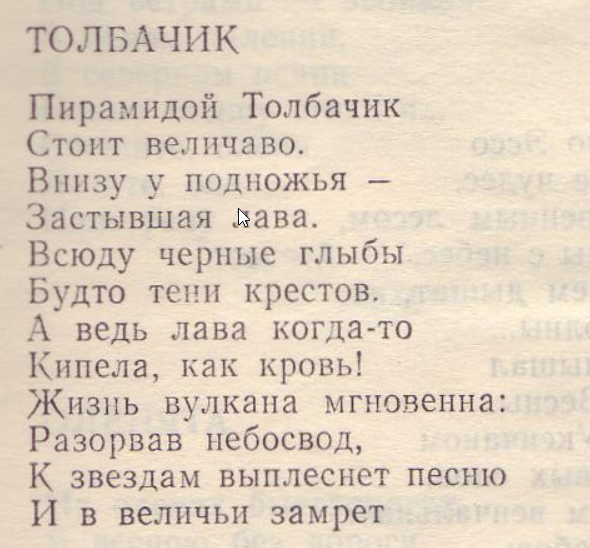 ТОЛБАЧИК
Пирамидой Толбачик
Стоит величаво.
Внизу у подножья –
Застывшая лава.
Всюду черные глыбы
Будто тени крестов.
А ведь лава когда-то
Кипела, как кровь!
Жизнь вулкана мгновенна:
Разорвав небосвод,
К звездам выплеснет песню
И в величьи замрет